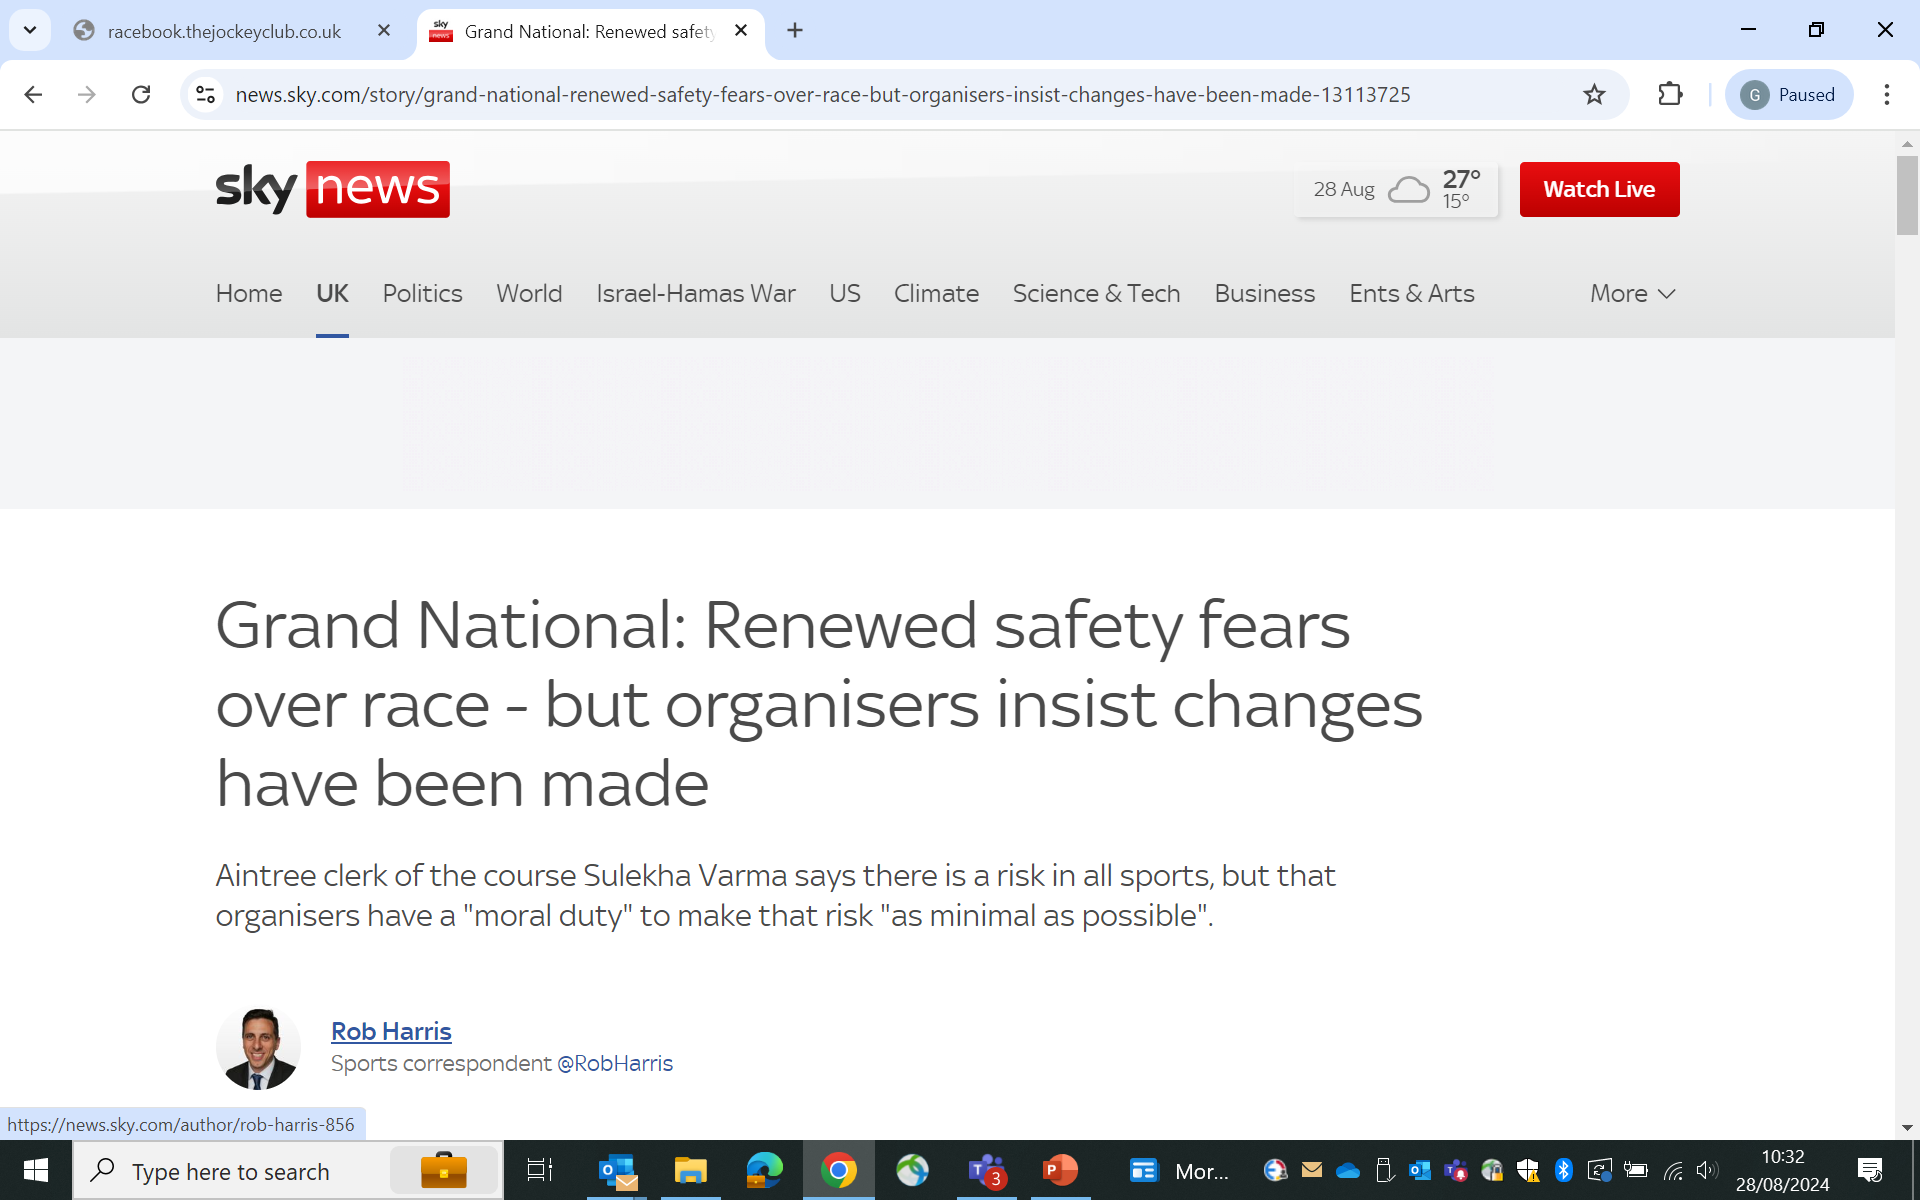 racebook.thejockeyclub.co.uk
sky news
Grand National: Renewed safety
news.sky.com/story/grand-national-renewed-safety-fears-over-race-but-organisers-insist-changes-have-been-made-13113725
G
Paused
sky news
28 Aug
27°
15°
Watch Live
Home UK Politics World Israel-Hamas War US Climate Science & Tech Business Ents & Arts More
Grand National: Renewed safety fears
over race - but organisers insist changes
have been made
Aintree clerk of the course Sulekha Varma says there is a risk in all sports, but that
organisers have a "moral duty" to make that risk "as minimal as possible".
Rob Harris
Sports correspondent @RobHarris
https://news.sky.com/author/rob-harris-856
Type here to search
3
Mor...
10:32
28/08/2024